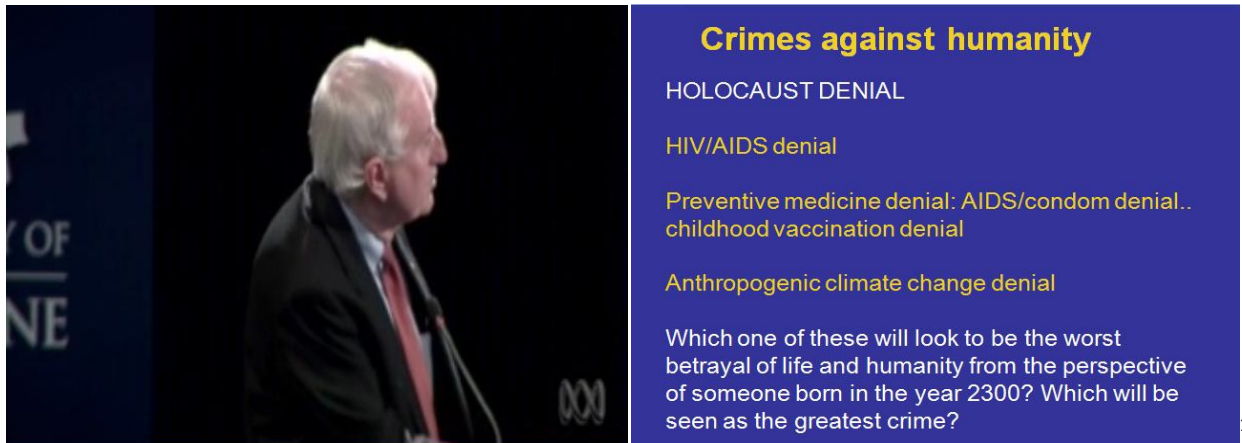 Y OF
NE
Crimes against humanity
HOLOCAUST DENIAL
HIV/AIDS denial
Preventive medicine denial: AIDS/condom denial..
childhood vaccination denial
Anthropogenic climate change denial
Which one of these will look to be the worst
betrayal of life and humanity from the perspective
of someone born in the year 2300? Which will be
seen as the greatest crime?